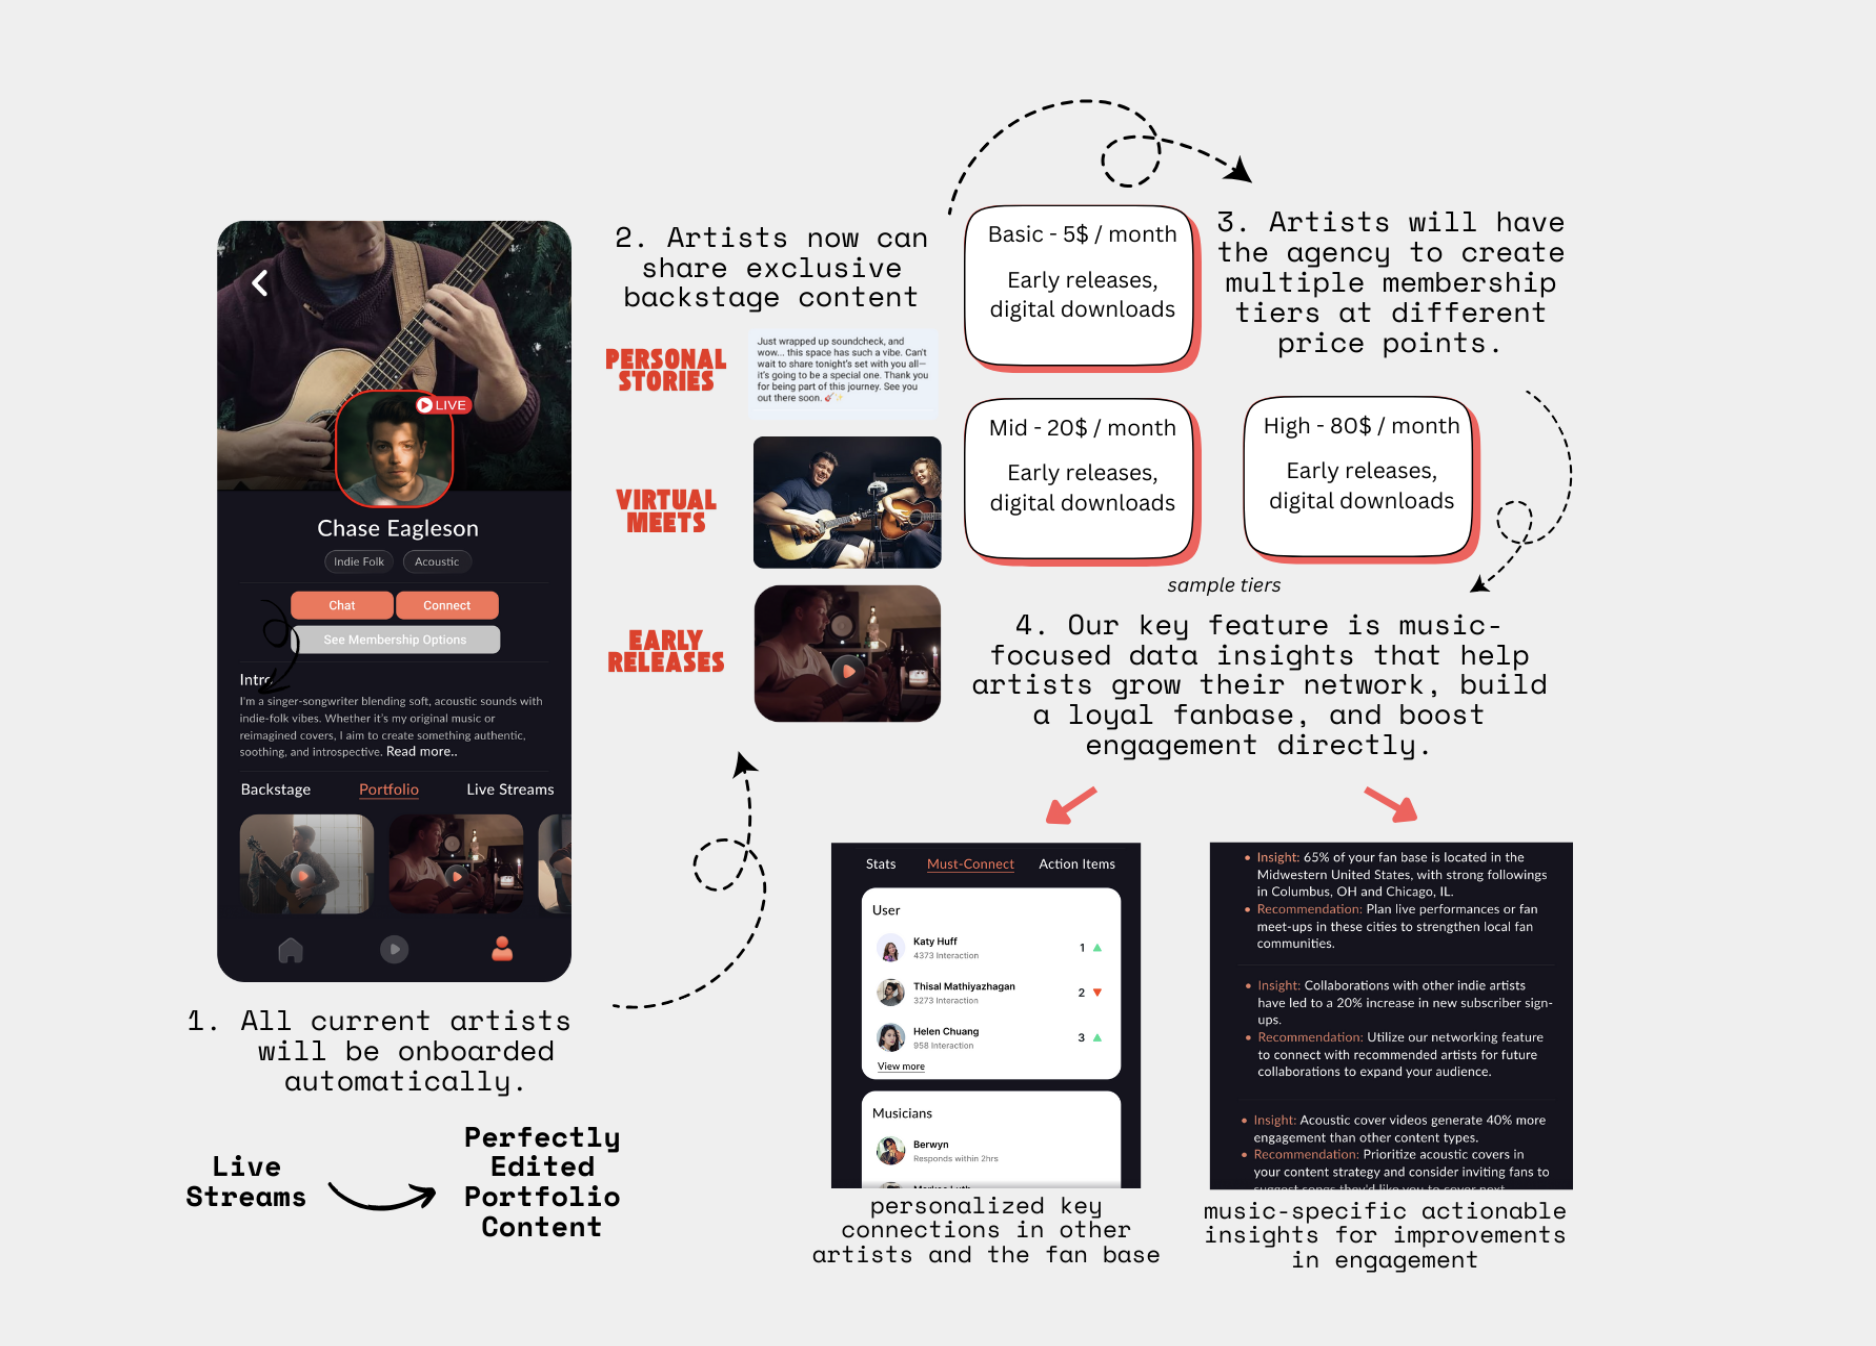 LIVE
Chase Eagleson
Indie Folk
Acoustic
Chat
Connect
See Membership Options
Intro
I'm a singer-songwriter blending soft, acoustic sounds with
indie-folk vibes. Whether it's my original music or
reimagined covers, I aim to create something authentic,
soothing, and introspective. Read more..
Backstage
Portfolio
Live Streams
1. All current artists
will be onboarded
automatically.
Live
Streams
Perfectly
Edited
Portfolio
Content
2. Artists now can
share exclusive
backstage content
PERSONAL
STORIES
Just wrapped up soundcheck, and
wow... this space has such a vibe. Can't
wait to share tonight's set with you all—
it's going to be a special one. Thank you
for being part of this journey. See you
out there soon. 🎸✨
VIRTUAL
MEETS
EARLY
RELEASES
Basic - 5$ / month
Early releases,
digital downloads
Mid - 20$ / month
Early releases,
digital downloads
High - 80$ / month
Early releases,
digital downloads
sample tiers
3. Artists will have
the agency to create
multiple membership
tiers at different
price points.
4. Our key feature is music-
focused data insights that help
artists grow their network, build
a loyal fanbase, and boost
engagement directly.
Stats
Must-Connect
Action Items
User
Katy Huff
4373 Interaction
1
Thisal Mathiyazhagan
3273 Interaction
2
Helen Chuang
958 Interaction
3
View more
Musicians
Berwyn
Responds within 2hrs
personalized key
connections in other
artists and the fan base
• Insight: 65% of your fan base is located in the
Midwestern United States, with strong followings
in Columbus, OH and Chicago, IL.
• Recommendation: Plan live performances or fan
meet-ups in these cities to strengthen local fan
communities.
• Insight: Collaborations with other indie artists
have led to a 20% increase in new subscriber sign-
ups.
• Recommendation: Utilize our networking feature
to connect with recommended artists for future
collaborations to expand your audience.
• Insight: Acoustic cover videos generate 40% more
engagement than other content types.
• Recommendation: Prioritize acoustic covers in
your content strategy and consider inviting fans to
suggest songs they'd like you to cover next
music-specific actionable
insights for improvements
in engagement